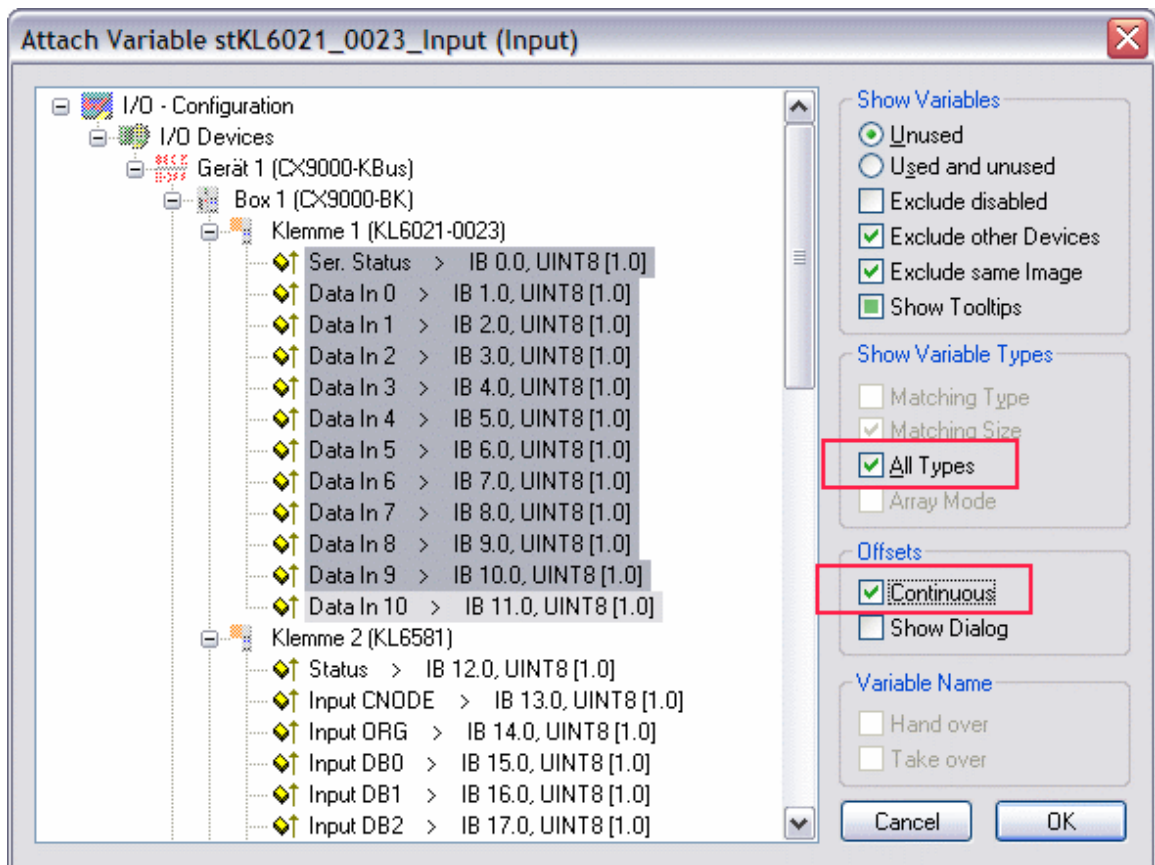 Attach Variable stKL6021_0023_Input (Input)
I/O - Configuration
I/O Devices
Gerät 1 (CX9000-KBus)
Box 1 (CX9000-BK)
Klemme 1 (KL6021-0023)
Ser. Status > IB 0.0, UINT8 [1.0]
Data In 0 > IB 1.0, UINT8 [1.0]
Data In 1 > IB 2.0, UINT8 [1.0]
Data In 2 > IB 3.0, UINT8 [1.0]
Data In 3 > IB 4.0, UINT8 [1.0]
Data In 4 > IB 5.0, UINT8 [1.0]
Data In 5 > IB 6.0, UINT8 [1.0]
Data In 6 > IB 7.0, UINT8 [1.0]
Data In 7 > IB 8.0, UINT8 [1.0]
Data In 8 > IB 9.0, UINT8 [1.0]
Data In 9 > IB 10.0, UINT8 [1.0]
Data In 10 > IB 11.0, UINT8 [1.0]
Klemme 2 (KL6581)
Status > IB 12.0, UINT8 [1.0]
Input CNODE > IB 13.0, UINT8 [1.0]
Input ORG > IB 14.0, UINT8 [1.0]
Input DB0 > IB 15.0, UINT8 [1.0]
Input DB1 > IB 16.0, UINT8 [1.0]
Input DB2 > IB 17.0, UINT8 [1.0]
Show Variables
Unused
Used and unused
Exclude disabled
Exclude other Devices
Exclude same Image
Show Tooltips
Show Variable Types
Matching Type
Matching Size
All Types
Array Mode
Offsets
Continuous
Show Dialog
Variable Name
Hand over
Take over
Cancel
OK